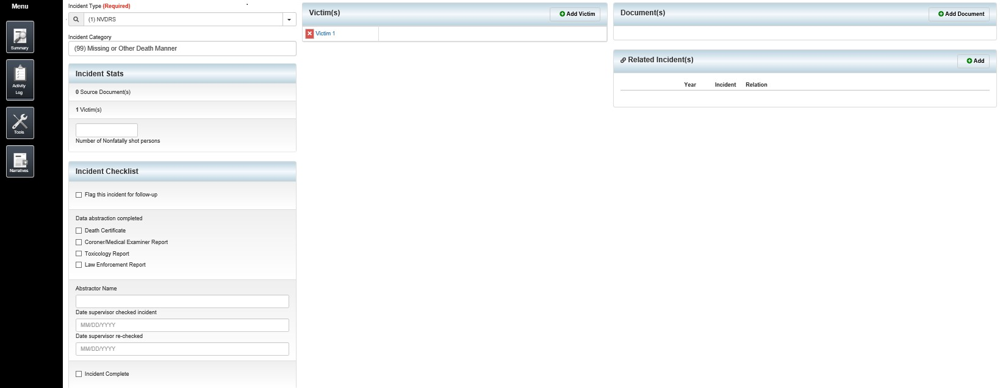 Menu
Summary
Activity
Log
Tools
Narratives
Incident Type (Required)
(1) NVDRS
Incident Category
(99) Missing or Other Death Manner
Incident Stats
0 Source Document(s)
1 Victim(s)
Number of Nonfatally shot persons
Incident Checklist
Flag this incident for follow-up
Data abstraction completed
Death Certificate
Coroner/Medical Examiner Report
Toxicology Report
Law Enforcement Report
Abstractor Name
Date supervisor checked incident
MM/DD/YYYY
Date supervisor re-checked
MM/DD/YYYY
Incident Complete
Victim(s)
Add Victim
Victim 1
Document(s)
Add Document
Related Incident(s)
Add
Year Incident Relation